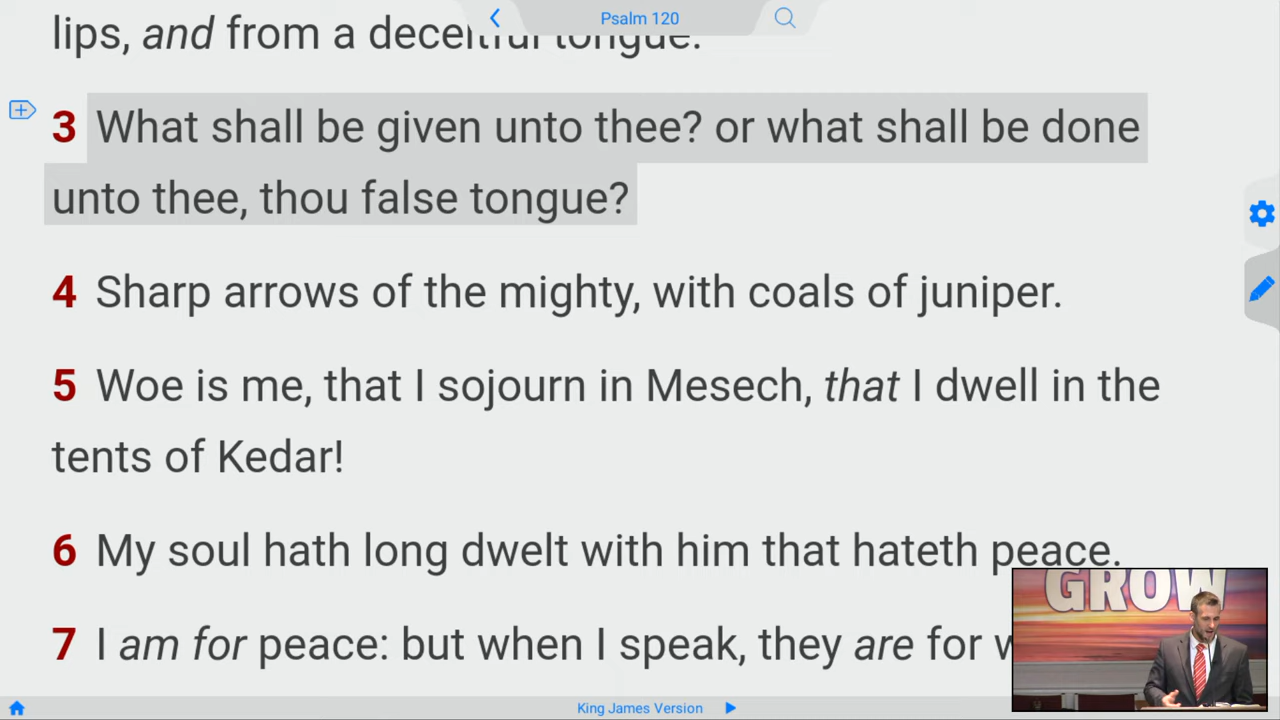 Psalm 120
lips, and from a deceitful tongue.
3 What shall be given unto thee? or what shall be done
unto thee, thou false tongue?
4 Sharp arrows of the mighty, with coals of juniper.
5 Woe is me, that I sojourn in Mesech, that I dwell in the
tents of Kedar!
6 My soul hath long dwelt with him that hateth peace.
7 I am for peace: but when I speak, they are for
GROW
King James Version